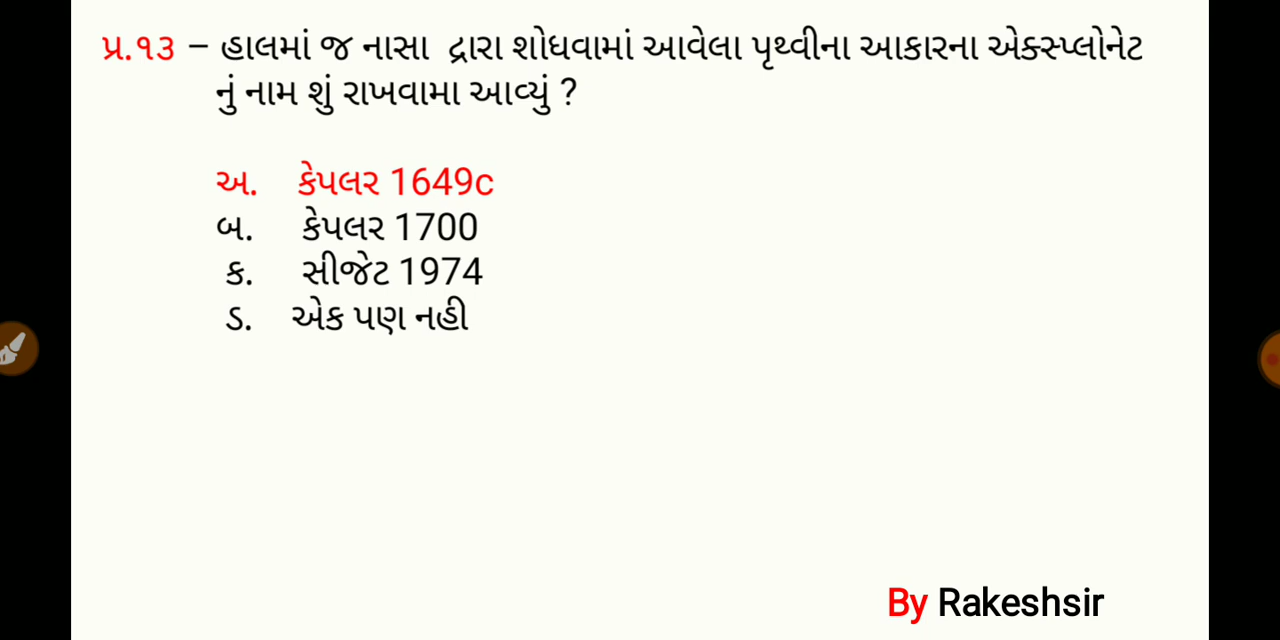 પ્ર.૧૩ – હાલમાં જ નાસા દ્રારા શોધવામાં આવેલા પૃથ્વીના આકારના એક્સ્પ્લોનેટ
નું નામ શું રાખવામા આવ્યું ?
અ. કેપલર 1649c
બ. કેપલર 1700
ક. સીજેટ 1974
ડ. એક પણ નહી
By Rakeshsir